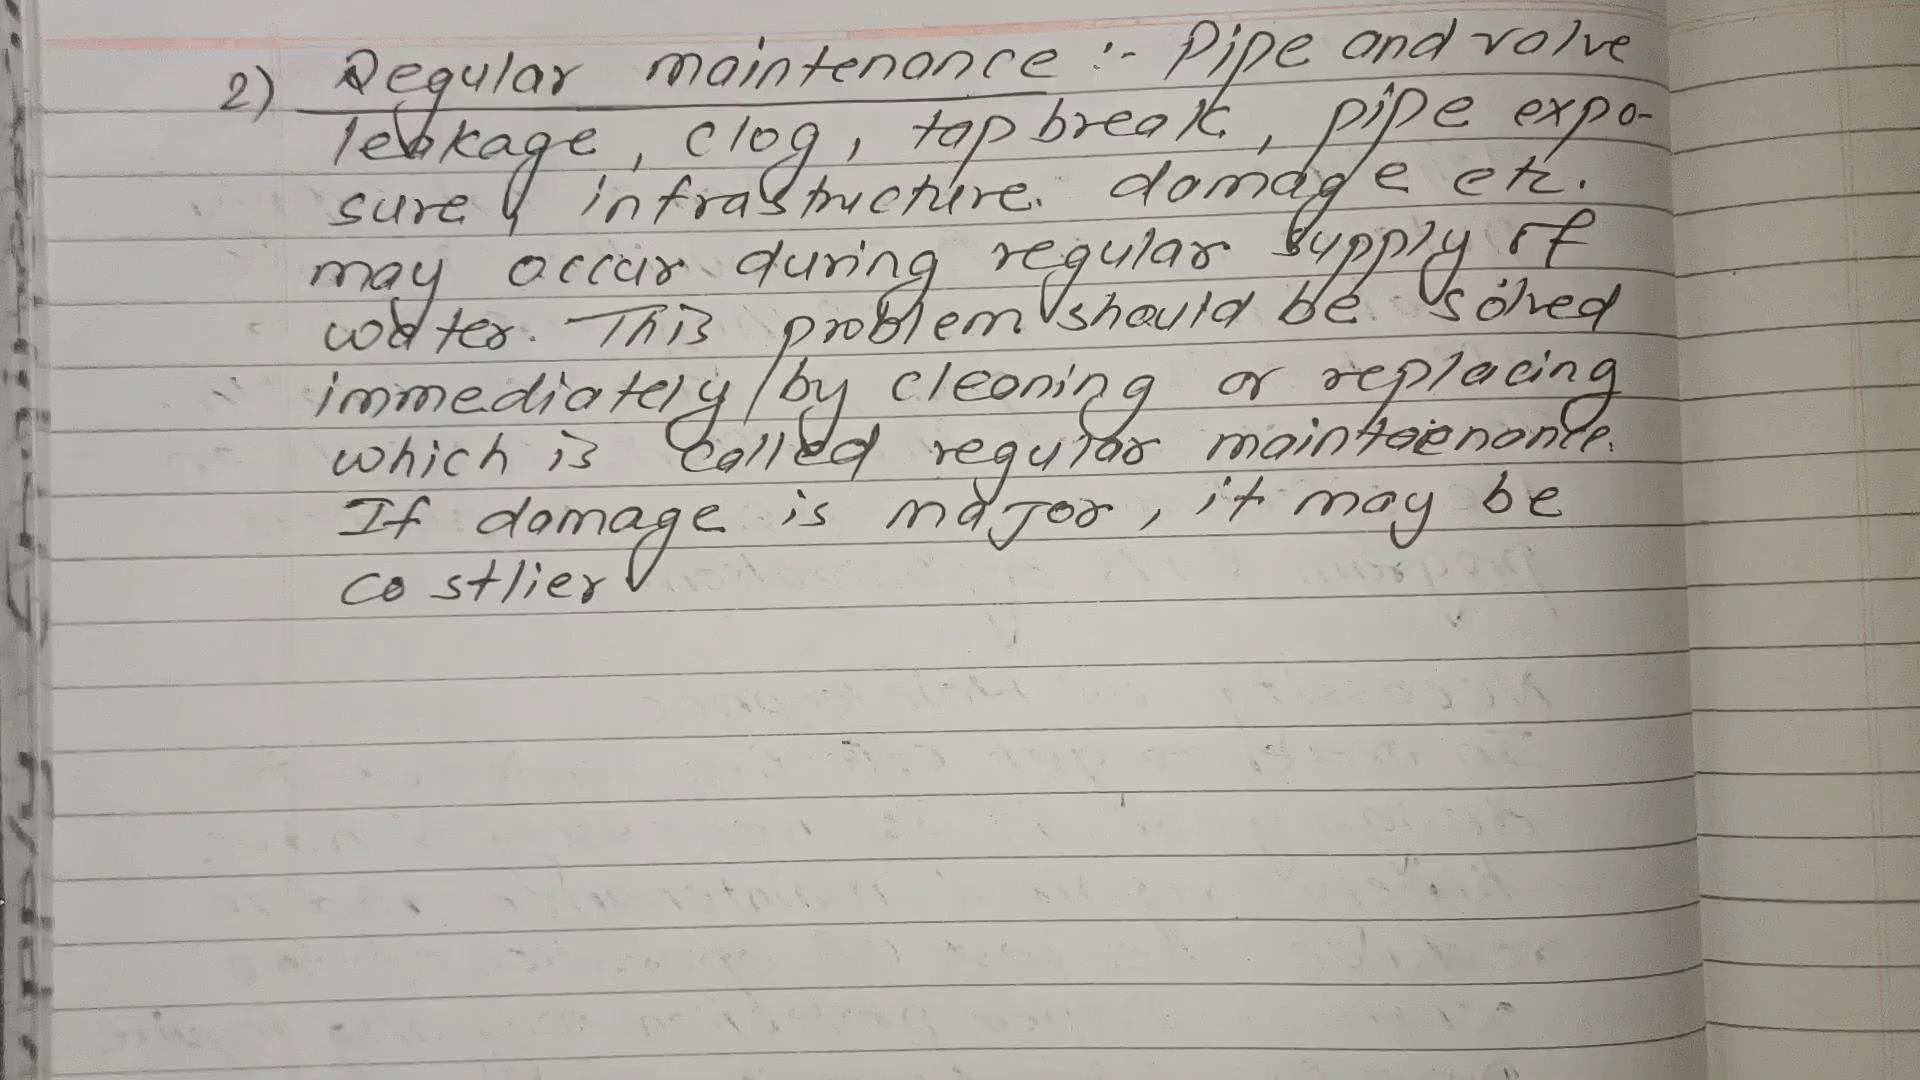 2) Regular maintenance :- Pipe and valve
leakage, clog, tap break, pipe expo-
sure, infrastructure. damage etc.
may occur during regular supply of
water. This problem should be solved
immediately by cleaning or replacing
which is called regular maintaenance.
If damage is major, it may be
costlier